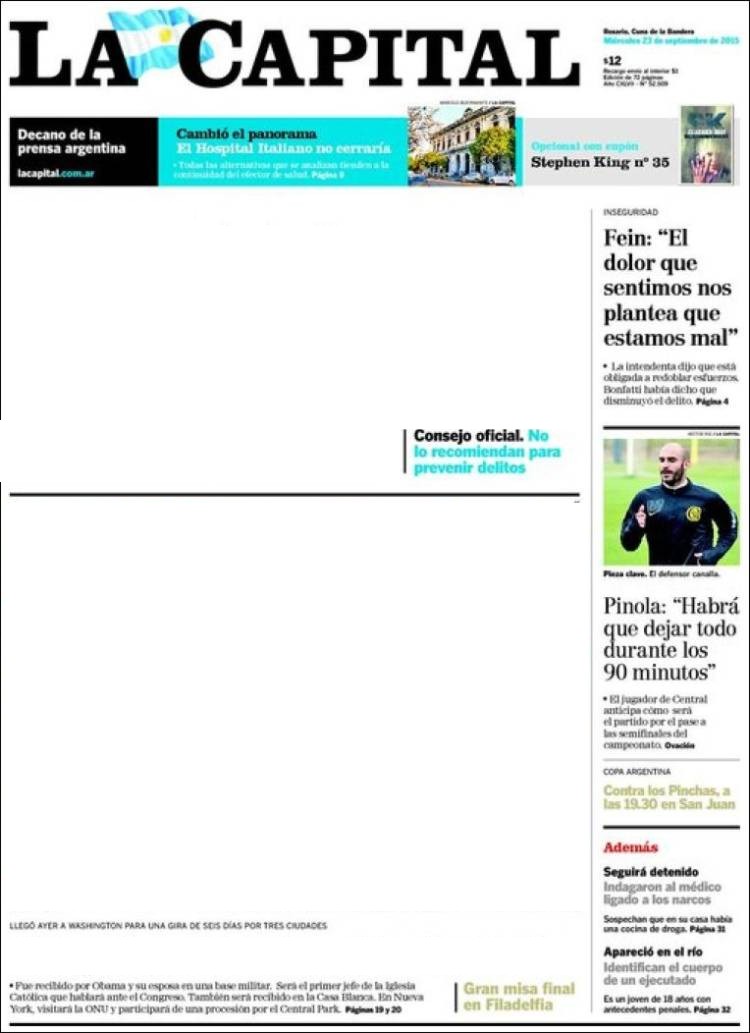 LA CAPITAL
Rosario, Cuna de la Bandera
Miércoles 23 de septiembre de 2015
$12
Recargo envío al interior $3
Edición de 72 páginas
Año CXLVII - N° 52.509
Decano de la
prensa argentina
lacapital.com.ar
Cambió el panorama
El Hospital Italiano no cerraría
• Todas las alternativas que se analizan tienden a la
continuidad del efector de salud. Página 9
LA CAPITAL
Opcional con cupón
Stephen King nº 35
INSEGURIDAD
Fein: “El
dolor que
sentimos nos
plantea que
estamos mal”
• La intendenta dijo que está
obligada a redoblar esfuerzos.
Bonfatti había dicho que
disminuyó el delito. Página 4
Consejo oficial. No
lo recomiendan para
prevenir delitos
LA CAPITAL
Pieza clave. El defensor canalla.
Pinola: “Habrá
que dejar todo
durante los
90 minutos”
• El jugador de Central
anticipa cómo será
el partido por el pase a
las semifinales del
campeonato. Ovación
COPA ARGENTINA
Contra los Pinchas, a
las 19.30 en San Juan
Además
Seguirá detenido
Indagaron al médico
ligado a los narcos
Sospechan que en su casa había
una cocina de droga. Página 31
Apareció en el río
Identifican el cuerpo
de un ejecutado
Es un joven de 18 años con
antecedentes penales. Página 32
LLEGÓ AYER A WASHINGTON PARA UNA GIRA DE SEIS DÍAS POR TRES CIUDADES
• Fue recibido por Obama y su esposa en una base militar. Será el primer jefe de la Iglesia
Católica que hablará ante el Congreso. También será recibido en la Casa Blanca. En Nueva
York, visitará la ONU y participará de una procesión por el Central Park. Páginas 19 y 20
Gran misa final
en Filadelfia